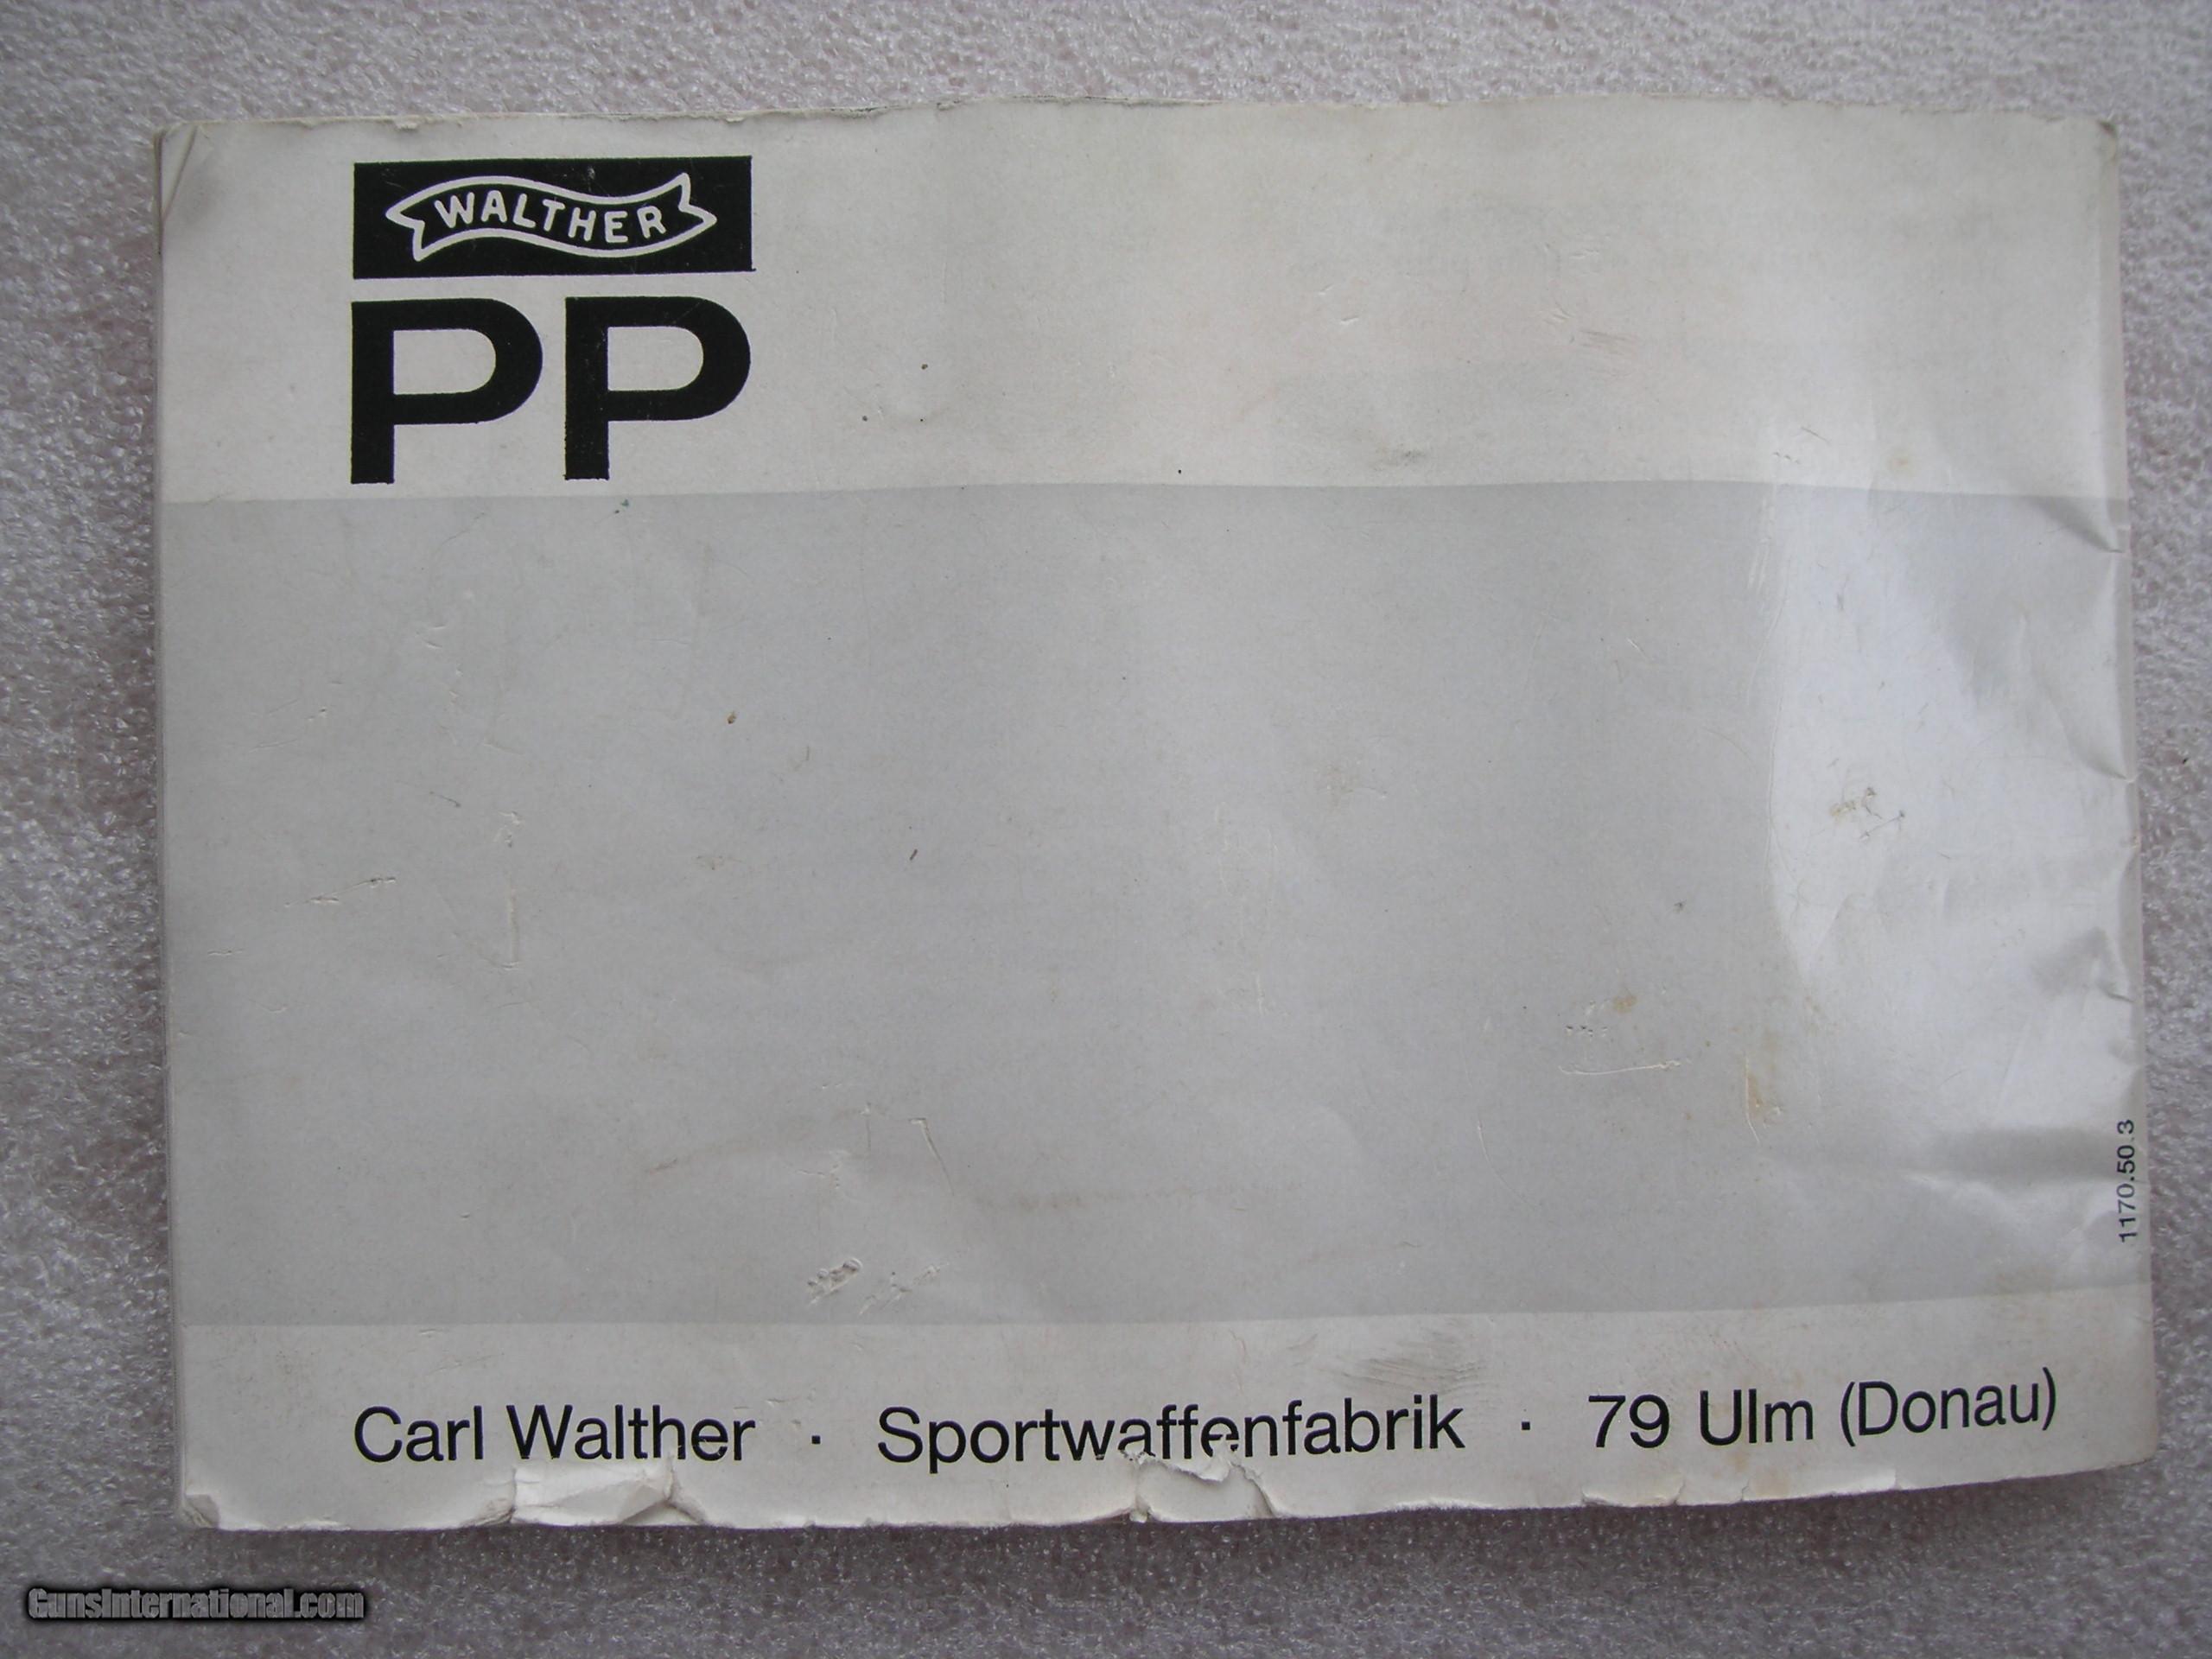 WALTHER
PP
1170.50.3
Carl Walther · Sportwaffenfabrik · 79 Ulm (Donau)
GunsInternational.com